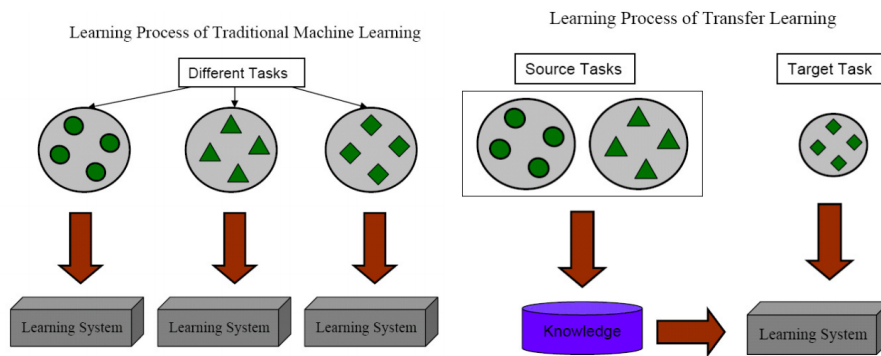 Learning Process of Traditional Machine Learning
Different Tasks
Learning System
Learning System
Learning System
Learning Process of Transfer Learning
Source Tasks
Target Task
Knowledge
Learning System